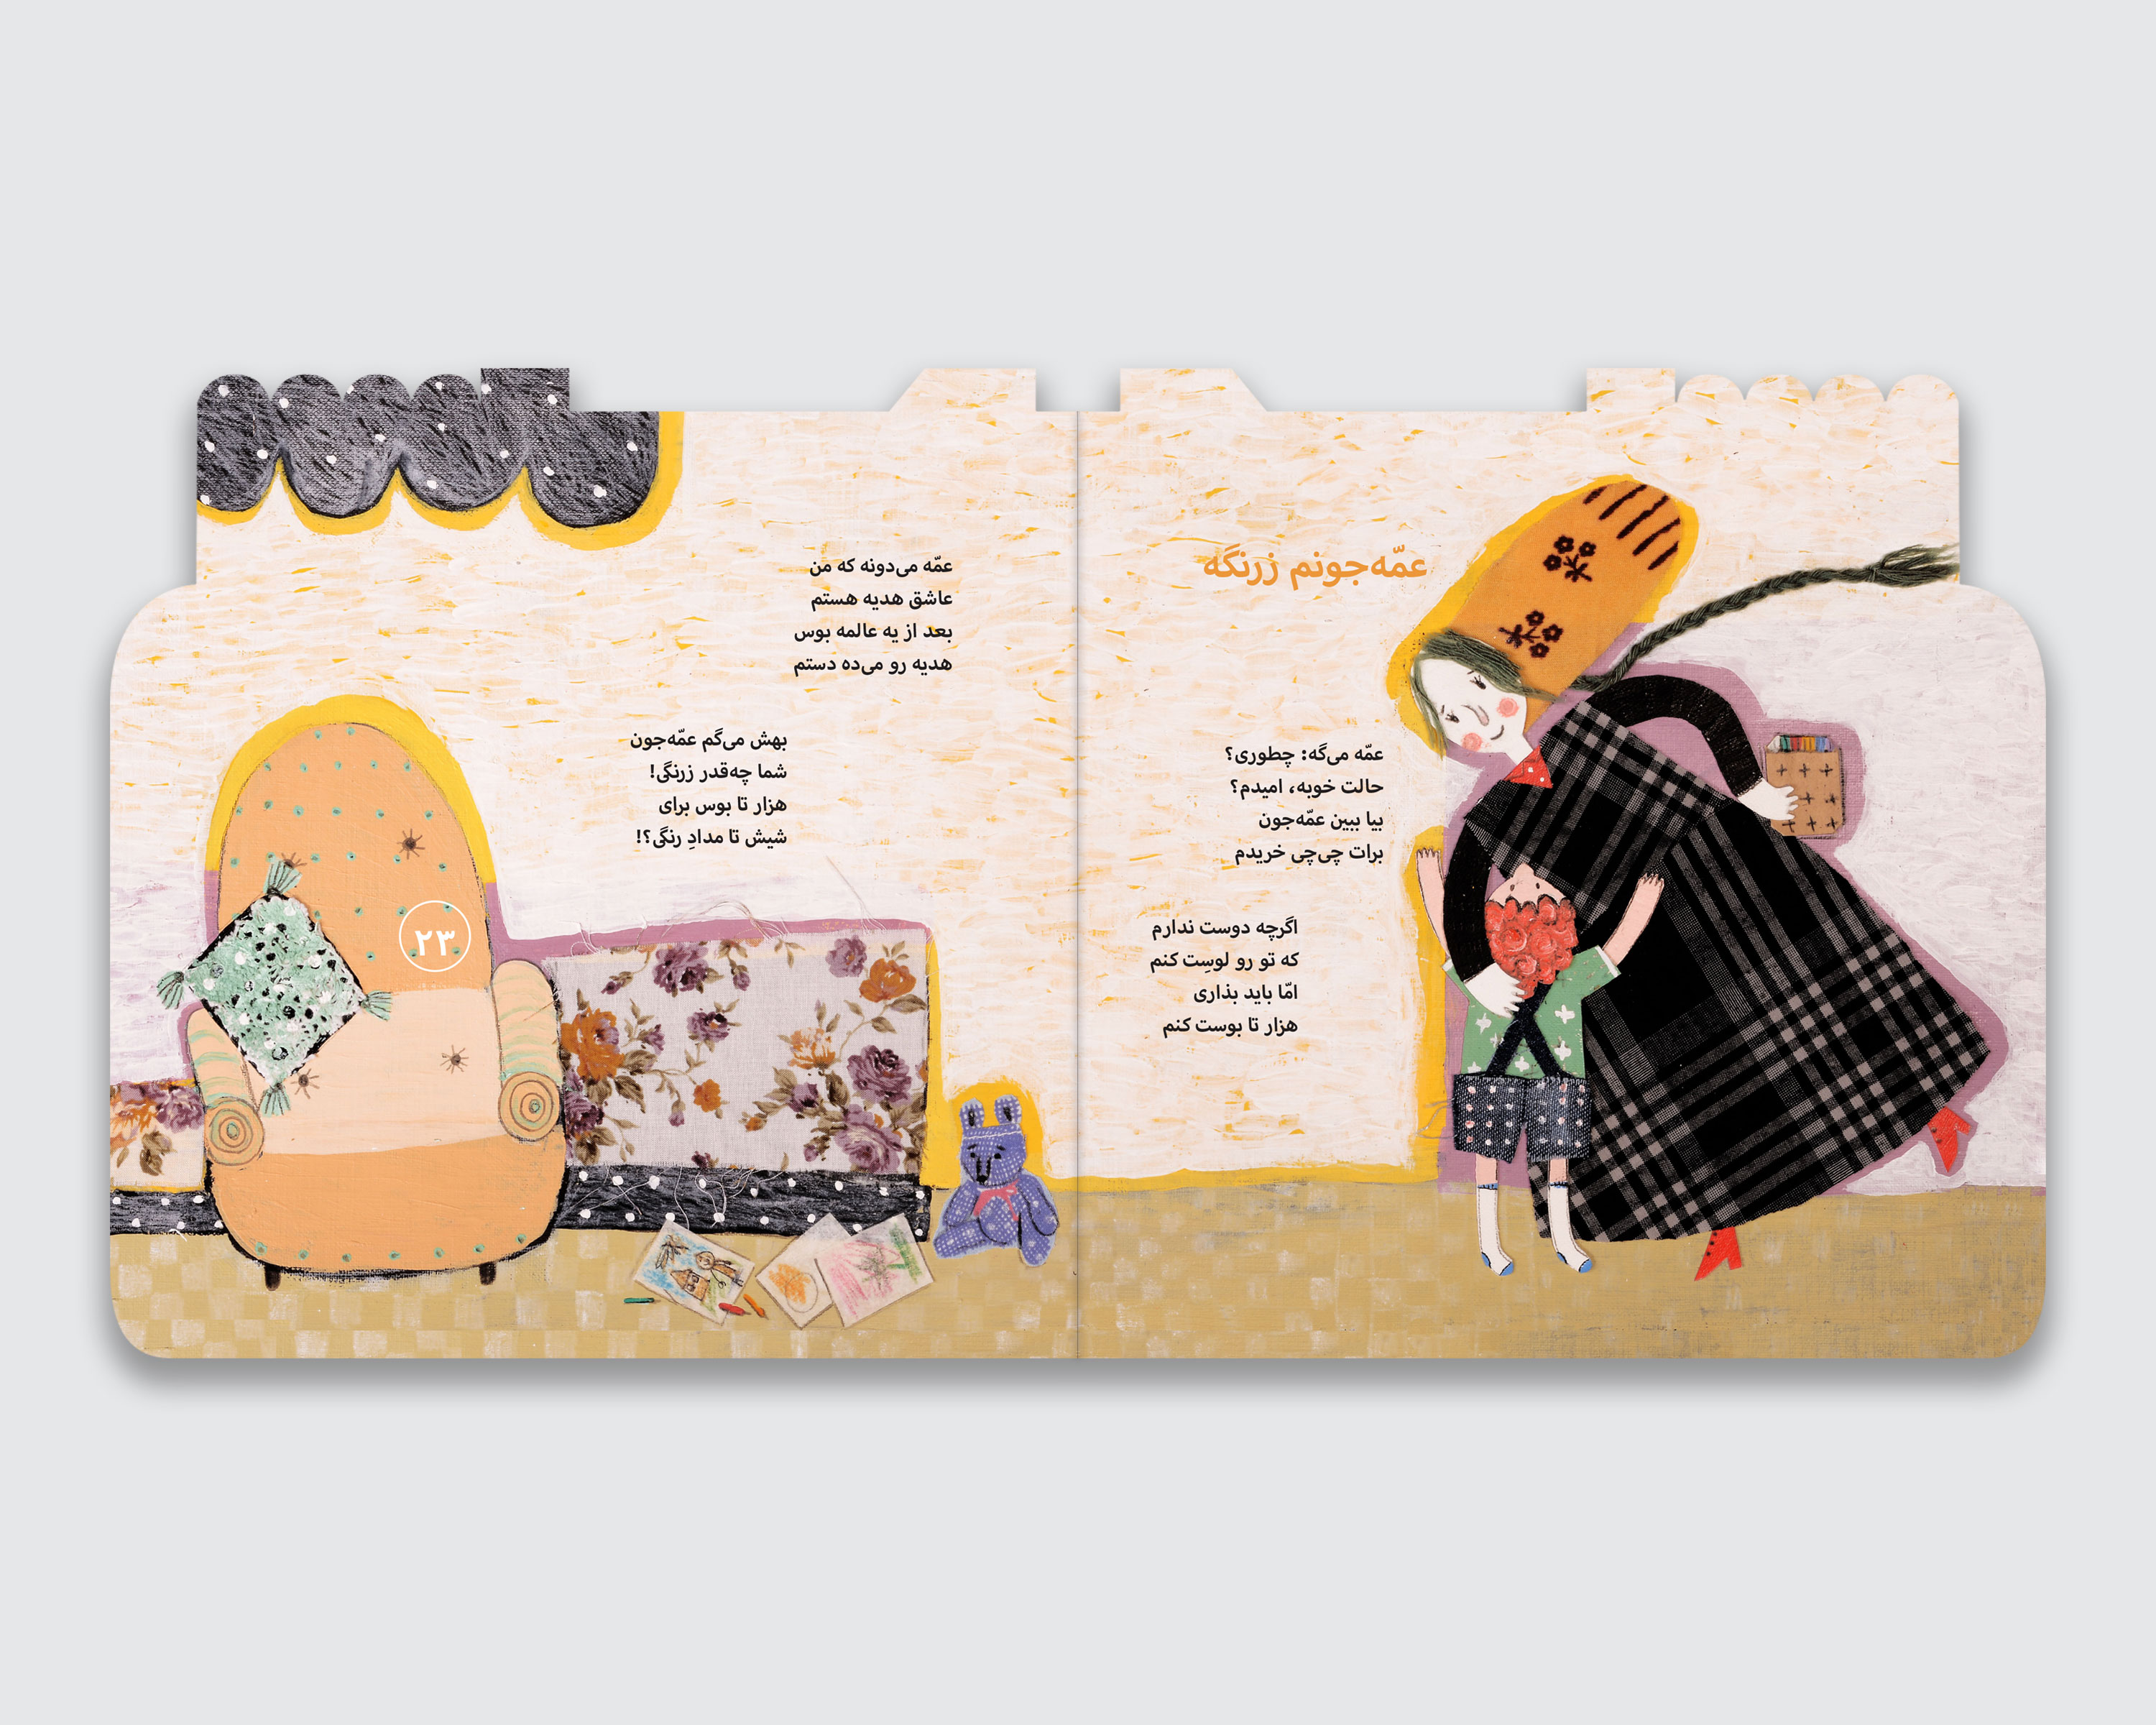 عمّه‌جونم زرنگه
عمّه می‌گه: چطوری؟
حالت خوبه، امیدم؟
بیا ببین عمّه‌جون
برات چی‌چی خریدم
اگرچه دوست ندارم
که تو رو لوسِت کنم
امّا باید بذاری
هزار تا بوست کنم
عمّه می‌دونه که من
عاشق هدیه هستم
بعد از یه عالمه بوس
هدیه رو می‌ده دستم
بهش می‌گم عمّه‌جون
شما چه‌قدر زرنگی!
هزار تا بوس برای
شیش تا مدادِ رنگی؟!
۲۳